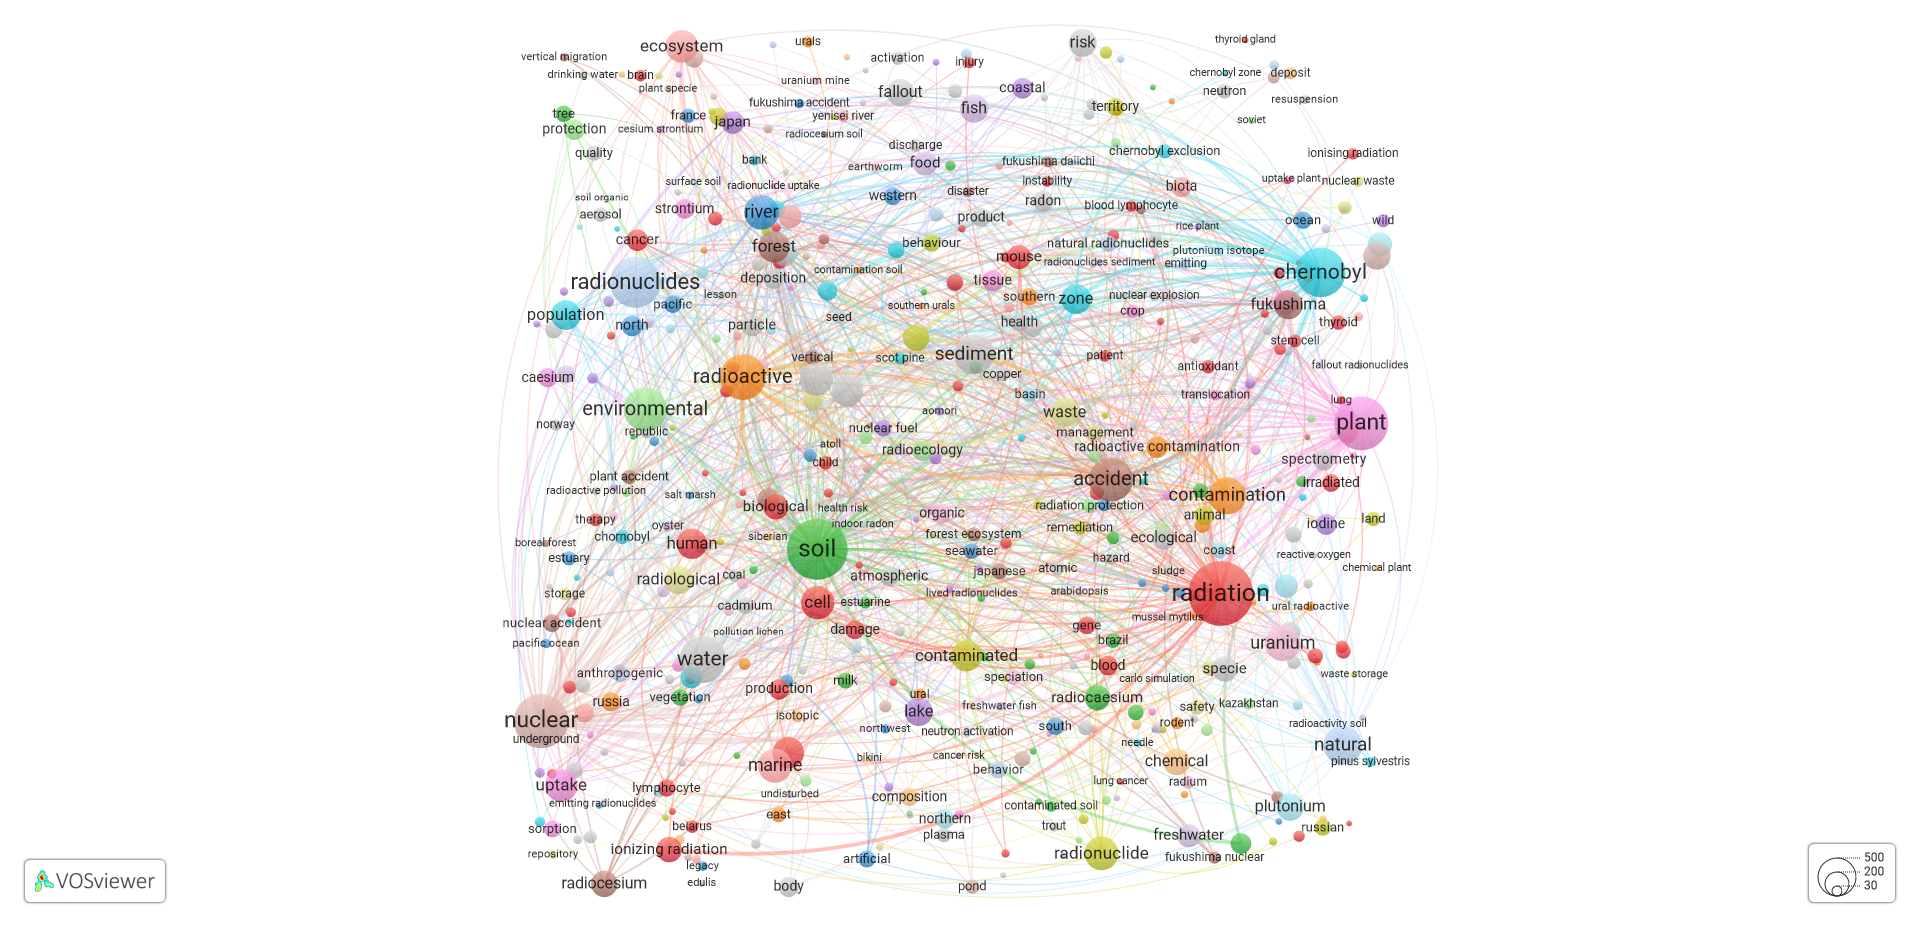 ecosystem
urals
risk
thyroid gland
vertical migration
activation
injury
drinking water
brain
uranium mine
chernobyl zone
deposit
plant specie
fallout
coastal
neutron
fukushima accident
fish
territory
resuspension
tree
france
japan
yenisei river
soviet
protection
cesium strontium
radiocesium soil
quality
discharge
chernobyl exclusion
ionising radiation
bank
earthworm
food
fukushima daiichi
surface soil
radionuclide uptake
instability
biota
uptake plant
nuclear waste
soil organic
western
disaster
radon
blood lymphocyte
aerosol
strontium
river
product
ocean
wild
rice plant
cancer
forest
behaviour
natural radionuclides
plutonium isotope
mouse
radionuclides sediment
emitting
contamination soil
chernobyl
radionuclides
deposition
tissue
lesson
southern
zone
nuclear explosion
fukushima
pacific
southern urals
crop
population
north
particle
seed
health
thyroid
stem cell
vertical
scot pine
sediment
patient
antioxidant
fallout radionuclides
caesium
radioactive
copper
basin
translocation
lung
environmental
aomori
waste
plant
norway
republic
nuclear fuel
management
atoll
radioecology
radioactive contamination
child
spectrometry
plant accident
accident
irradiated
radioactive pollution
salt marsh
contamination
biological
health risk
radiation protection
animal
therapy
oyster
indoor radon
organic
remediation
iodine
land
chornobyl
siberian
forest ecosystem
ecological
boreal forest
human
soil
seawater
coast
reactive oxygen
estuary
hazard
radiological
coal
atmospheric
japanese
atomic
sludge
chemical plant
storage
lived radionuclides
arabidopsis
radiation
cadmium
cell
estuarine
ural radioactive
nuclear accident
pollution lichen
damage
gene
mussel mytilus
pacific ocean
brazil
uranium
water
contaminated
blood
specie
anthropogenic
speciation
carlo simulation
waste storage
vegetation
production
milk
radiocaesium
russia
ural
freshwater fish
safety
kazakhstan
nuclear
isotopic
lake
south
rodent
radioactivity soil
underground
northwest
neutron activation
needle
natural
bikini
cancer risk
chemical
pinus sylvestris
marine
behavior
uptake
lymphocyte
undisturbed
lung cancer
radium
emitting radionuclides
composition
contaminated soil
plutonium
east
northern
sorption
belarus
plasma
trout
freshwater
russian
repository
ionizing radiation
artificial
radionuclide
fukushima nuclear
legacy
radiocesium
edulis
body
pond
VOSviewer
500
200
30